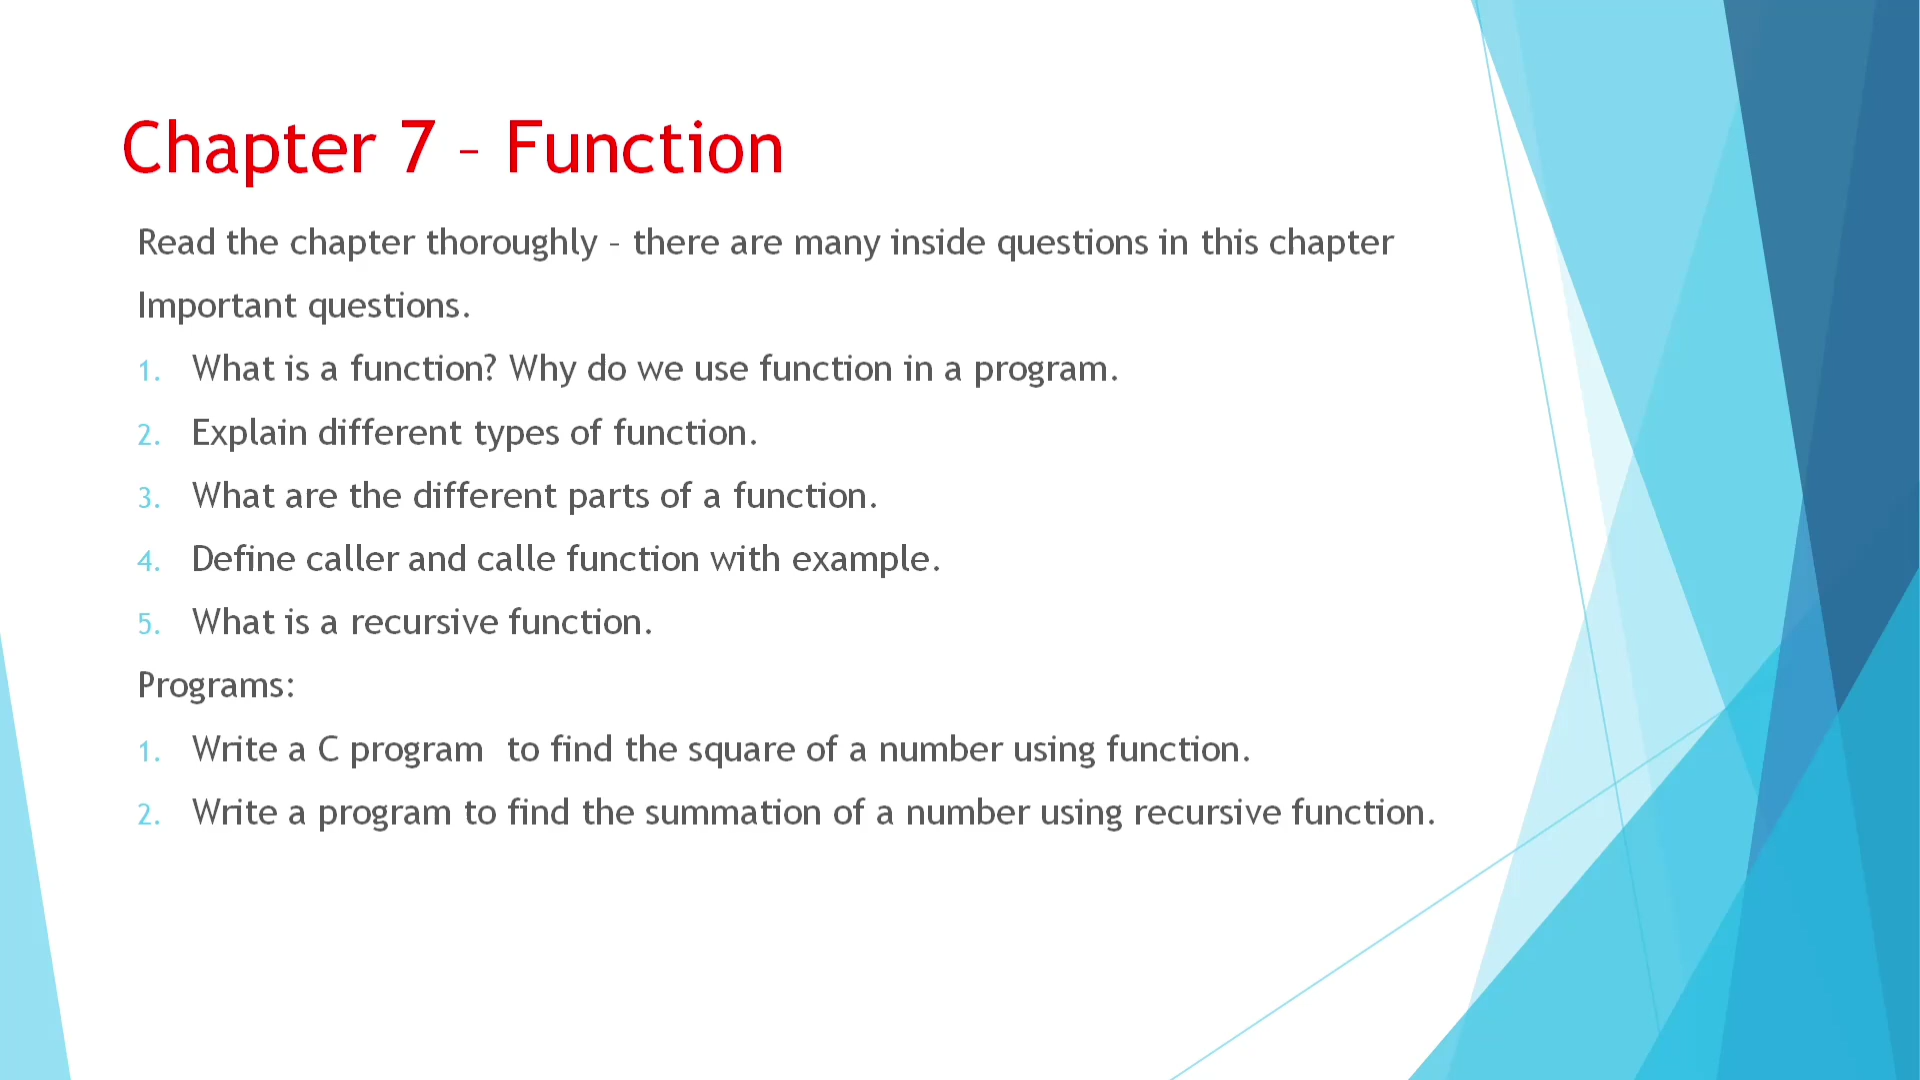 Chapter 7 – Function
Read the chapter thoroughly – there are many inside questions in this chapter
Important questions.
1. What is a function? Why do we use function in a program.
2. Explain different types of function.
3. What are the different parts of a function.
4. Define caller and calle function with example.
5. What is a recursive function.
Programs:
1. Write a C program  to find the square of a number using function.
2. Write a program to find the summation of a number using recursive function.